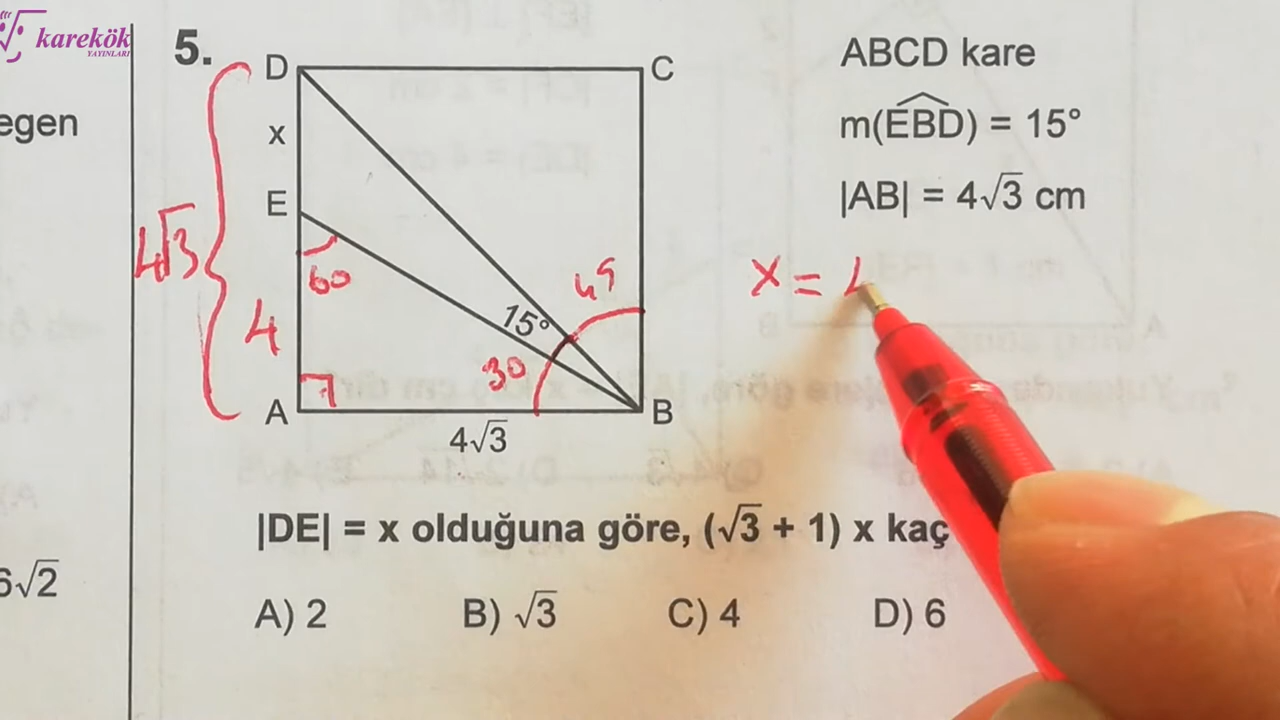 karekök
YAYINLARI
egen
6√2
5.
D
C
x
E
4√3
60
49
15°
4
30
A
B
4√3
ABCD kare
m(EBD) = 15°
|AB| = 4√3 cm
x = 4
|DE| = x olduğuna göre, (√3 + 1) x kaç
A) 2 B) √3 C) 4 D) 6